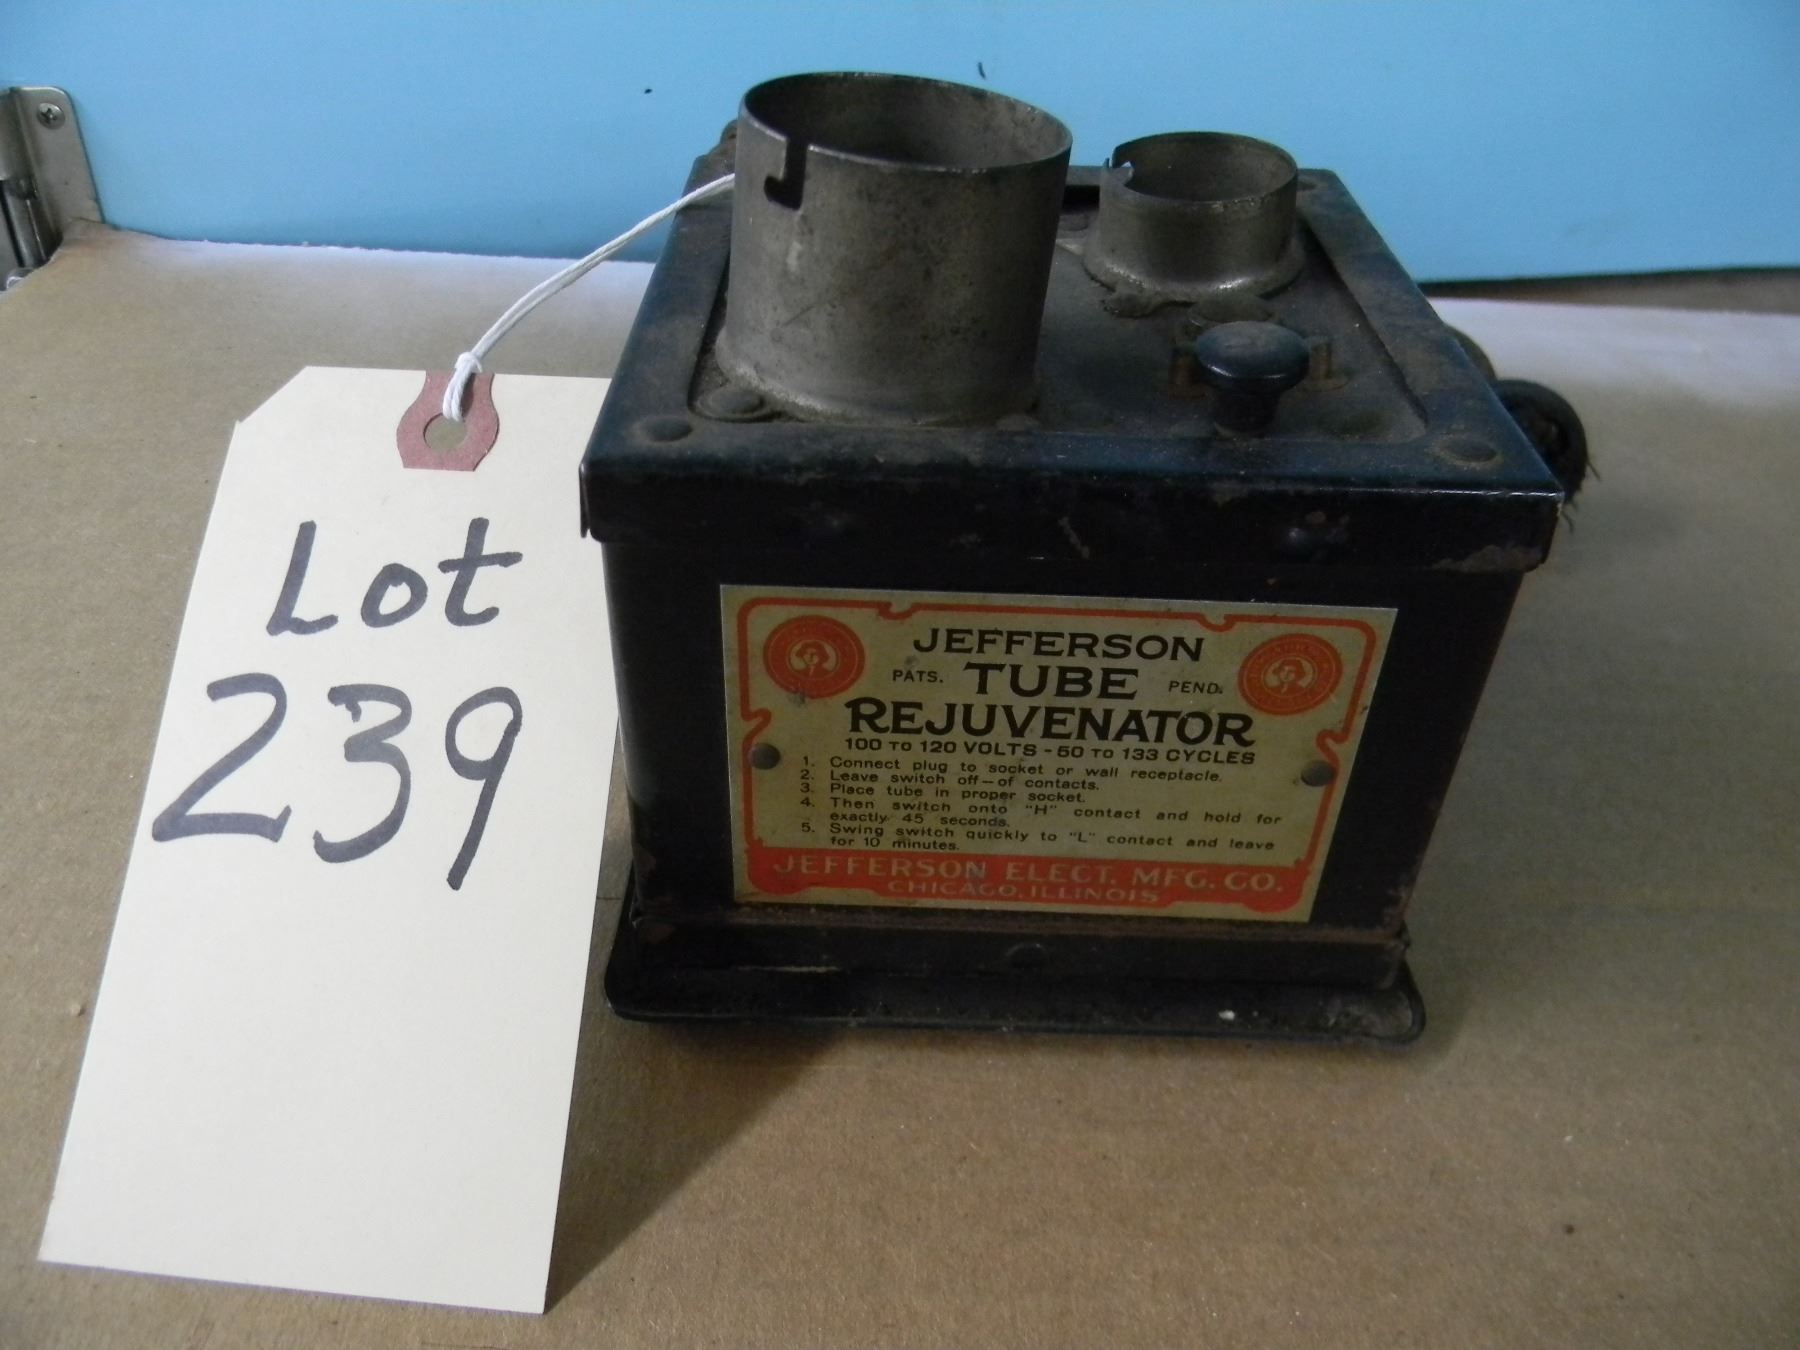 Lot
239
JEFFERSON
PATS. TUBE PEND.
REJUVENATOR
100 TO 120 VOLTS - 50 TO 133 CYCLES
1. Connect plug to socket or wall receptacle.
2. Leave switch off—of contacts.
3. Place tube in proper socket.
4. Then switch onto "H" contact and hold for
exactly 45 seconds.
5. Swing switch quickly to "L" contact and leave
for 10 minutes.
JEFFERSON ELECT. MFG. CO.
CHICAGO, ILLINOIS